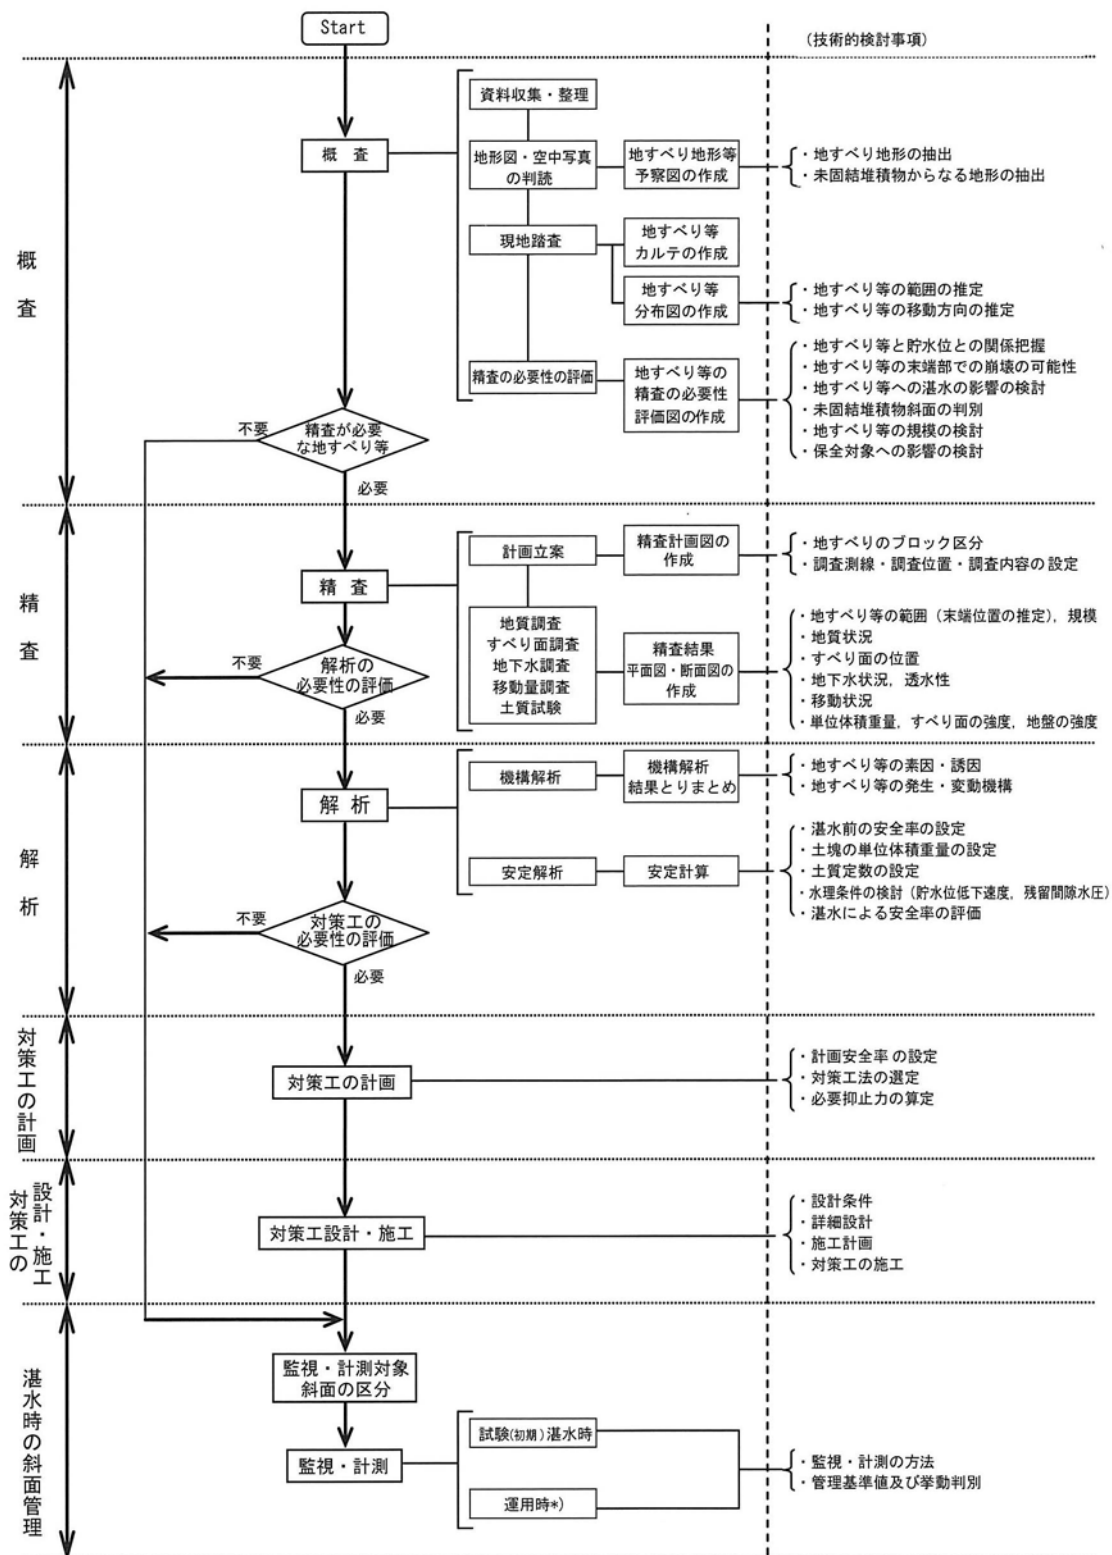 Start
(技術的検討事項)
概
査
概 査
資料収集・整理
地形図・空中写真
の判読
地すべり地形等
予察図の作成
・地すべり地形の抽出
・未固結堆積物からなる地形の抽出
現地踏査
地すべり等
カルテの作成
地すべり等
分布図の作成
・地すべり等の範囲の推定
・地すべり等の移動方向の推定
精査の必要性の評価
地すべり等の
精査の必要性
評価図の作成
・地すべり等と貯水位との関係把握
・地すべり等の末端部での崩壊の可能性
・地すべり等への湛水の影響の検討
・未固結堆積物斜面の判別
・地すべり等の規模の検討
・保全対象への影響の検討
精査が必要
な地すべり等
不要
必要
精
査
精 査
計画立案
精査計画図の
作成
・地すべりのブロック区分
・調査測線・調査位置・調査内容の設定
地質調査
すべり面調査
地下水調査
移動量調査
土質試験
精査結果
平面図・断面図の
作成
・地すべり等の範囲（末端位置の推定），規模
・地質状況
・すべり面の位置
・地下水状況，透水性
・移動状況
・単位体積重量，すべり面の強度，地盤の強度
解析の
必要性の評価
不要
必要
解
析
解 析
機構解析
機構解析
結果とりまとめ
・地すべり等の素因・誘因
・地すべり等の発生・変動機構
安定解析
安定計算
・湛水前の安全率の設定
・土塊の単位体積重量の設定
・土質定数の設定
・水理条件の検討（貯水位低下速度，残留間隙水圧）
・湛水による安全率の評価
対策工の
必要性の評価
不要
必要
対策工の計画
対策工の計画
・計画安全率の設定
・対策工法の選定
・必要抑止力の算定
対策工の
設計・施工
対策工設計・施工
・設計条件
・詳細設計
・施工計画
・対策工の施工
湛水時の斜面管理
監視・計測対象
斜面の区分
監視・計測
試験(初期)湛水時
運用時*)
・監視・計測の方法
・管理基準値及び挙動判別